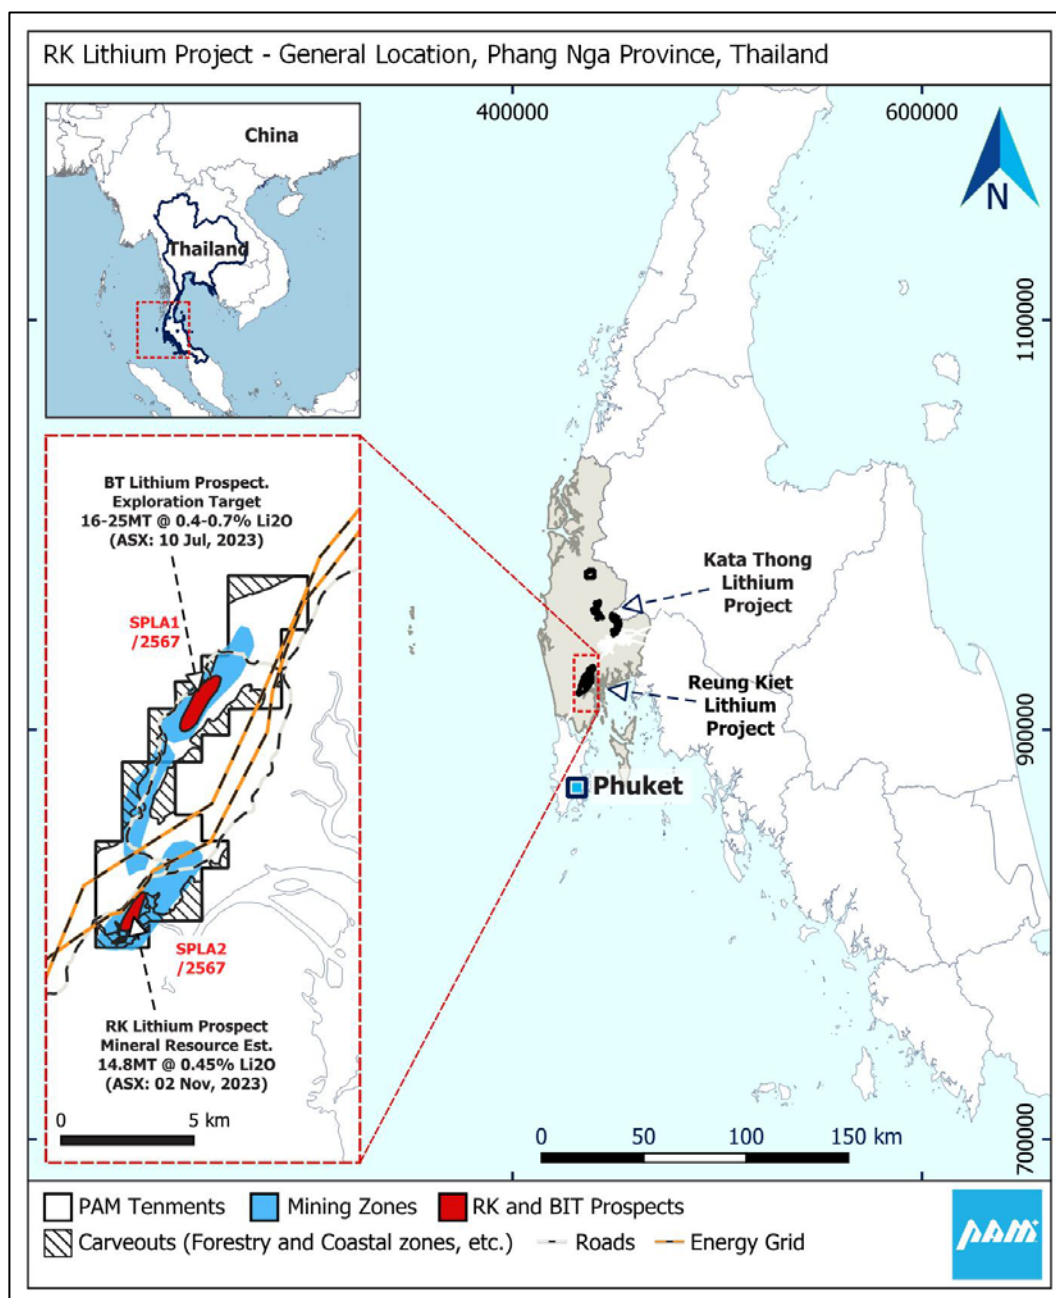 RK Lithium Project - General Location, Phang Nga Province, Thailand
400000
600000
China
Thailand
N
1100000
BT Lithium Prospect.
Exploration Target
16-25MT @ 0.4-0.7% Li2O
(ASX: 10 Jul, 2023)
SPLA1
/2567
Kata Thong
Lithium
Project
Reung Kiet
Lithium
Project
900000
Phuket
SPLA2
/2567
RK Lithium Prospect
Mineral Resource Est.
14.8MT @ 0.45% Li2O
(ASX: 02 Nov, 2023)
0 5 km
0 50 100 150 km
700000
PAM Tenments Mining Zones RK and BIT Prospects
Carveouts (Forestry and Coastal zones, etc.) Roads Energy Grid
PAM